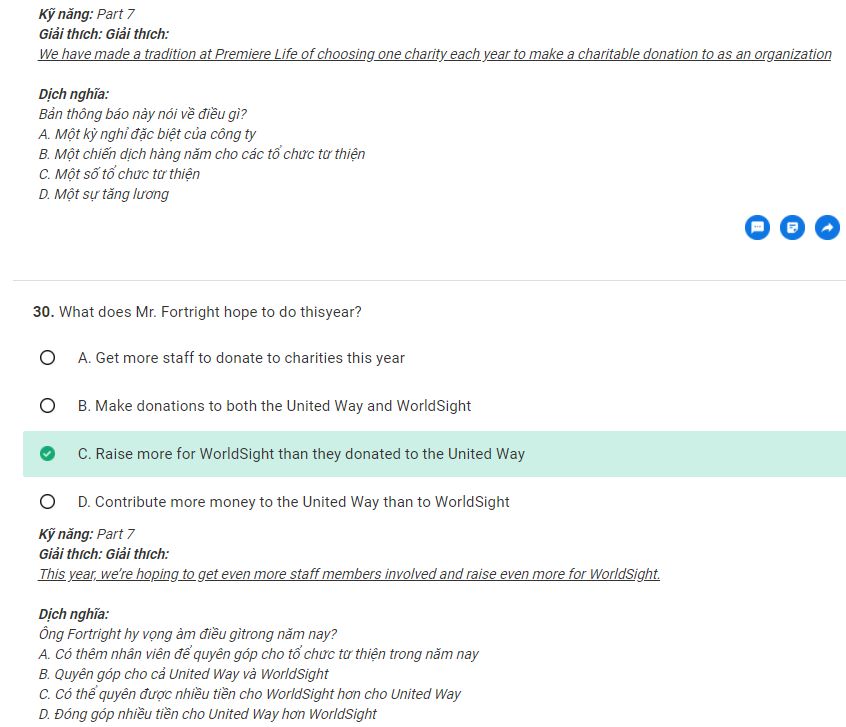 Kỹ năng: Part 7
Giải thích: Giải thích:
We have made a tradition at Premiere Life of choosing one charity each year to make a charitable donation to as an organization
Dịch nghĩa:
Bản thông báo này nói về điều gì?
A. Một kỳ nghỉ đặc biệt của công ty
B. Một chiến dịch hàng năm cho các tổ chức từ thiện
C. Một số tổ chức từ thiện
D. Một sự tăng lương
30. What does Mr. Fortright hope to do thisyear?
A. Get more staff to donate to charities this year
B. Make donations to both the United Way and WorldSight
C. Raise more for WorldSight than they donated to the United Way
D. Contribute more money to the United Way than to WorldSight
Kỹ năng: Part 7
Giải thích: Giải thích:
This year, we're hoping to get even more staff members involved and raise even more for WorldSight.
Dịch nghĩa:
Ông Fortright hy vọng àm điều gìtrong năm nay?
A. Có thêm nhân viên để quyên góp cho tổ chức từ thiện trong năm nay
B. Quyên góp cho cả United Way và WorldSight
C. Có thể quyên được nhiều tiền cho WorldSight hơn cho United Way
D. Đóng góp nhiều tiền cho United Way hơn WorldSight